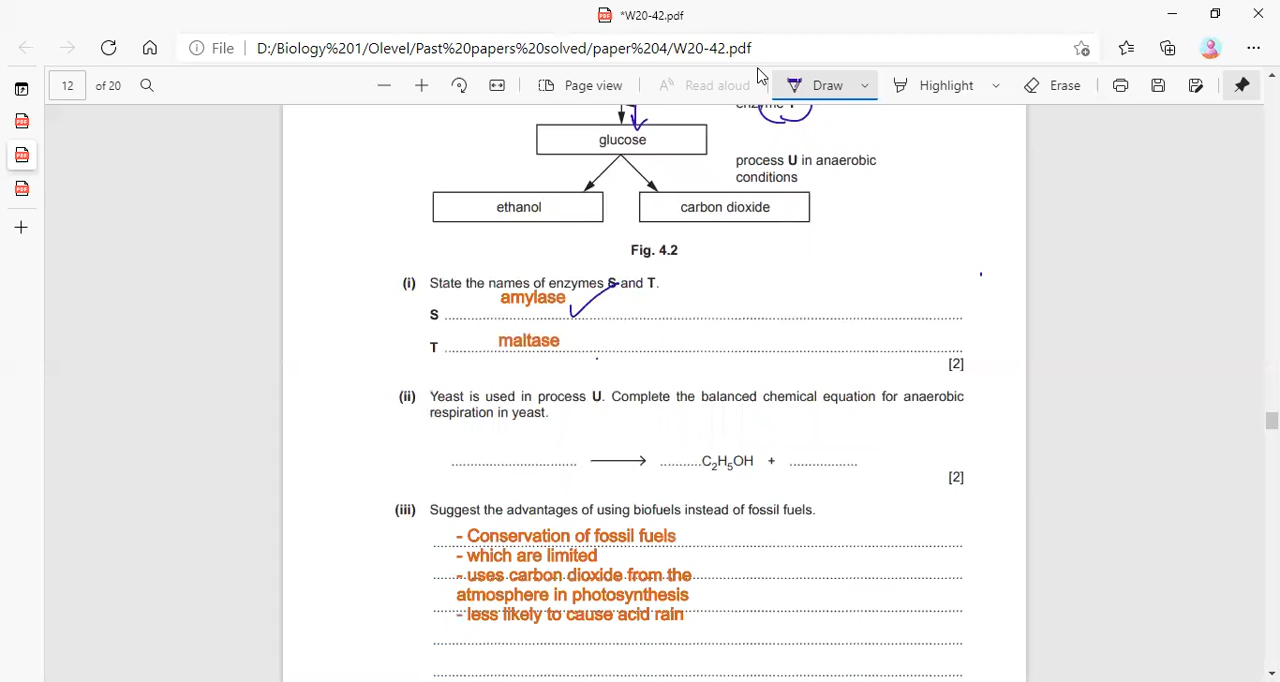 *W20-42.pdf
File D:/Biology%201/Olevel/Past%20papers%20solved/paper%204/W20-42.pdf
12 of 20 Page view Read aloud Draw Highlight Erase
enzyme T
glucose
process U in anaerobic
conditions
ethanol carbon dioxide
Fig. 4.2
(i) State the names of enzymes S and T.
amylase
S ................................
maltase
T ................................
[2]
(ii) Yeast is used in process U. Complete the balanced chemical equation for anaerobic
respiration in yeast.
................................ → ...........C₂H₅OH + ..................
[2]
(iii) Suggest the advantages of using biofuels instead of fossil fuels.
- Conservation of fossil fuels
- which are limited
- uses carbon dioxide from the
atmosphere in photosynthesis
- less likely to cause acid rain